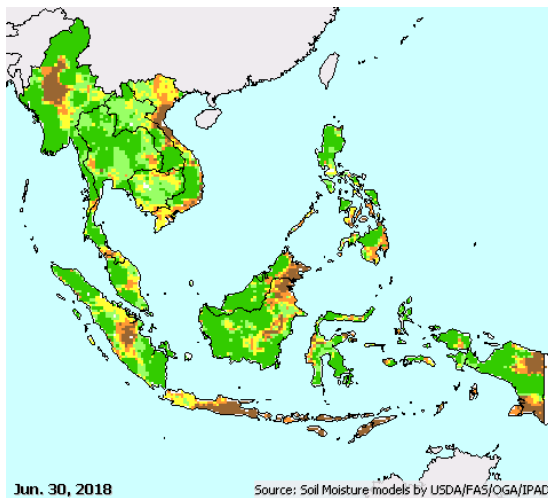 Jun. 30, 2018
Source: Soil Moisture models by USDA/FAS/OGA/IPAD